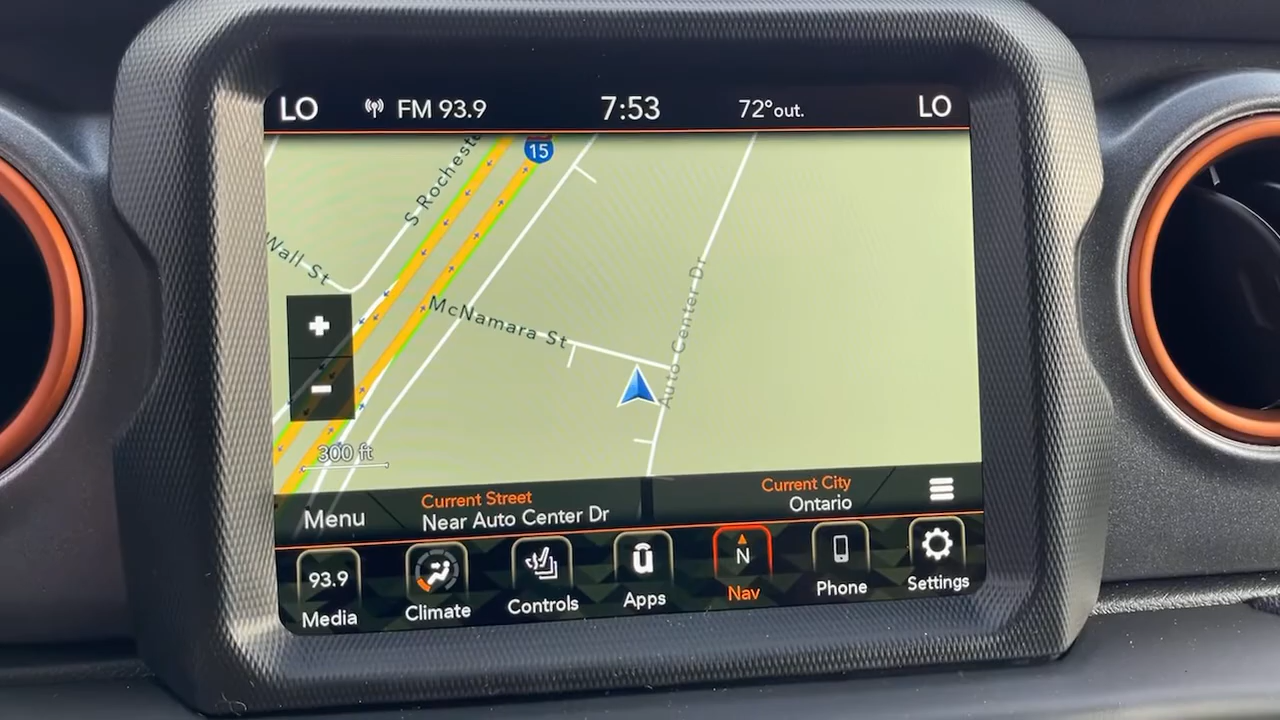 LO FM 93.9 7:53 72°out. LO
15
S Rochest
Wall St
McNamara St
Auto Center Dr
+
−
300 ft
Menu
Current Street
Near Auto Center Dr
Current City
Ontario
93.9
N
Media
Climate
Controls
Apps
Nav
Phone
Settings